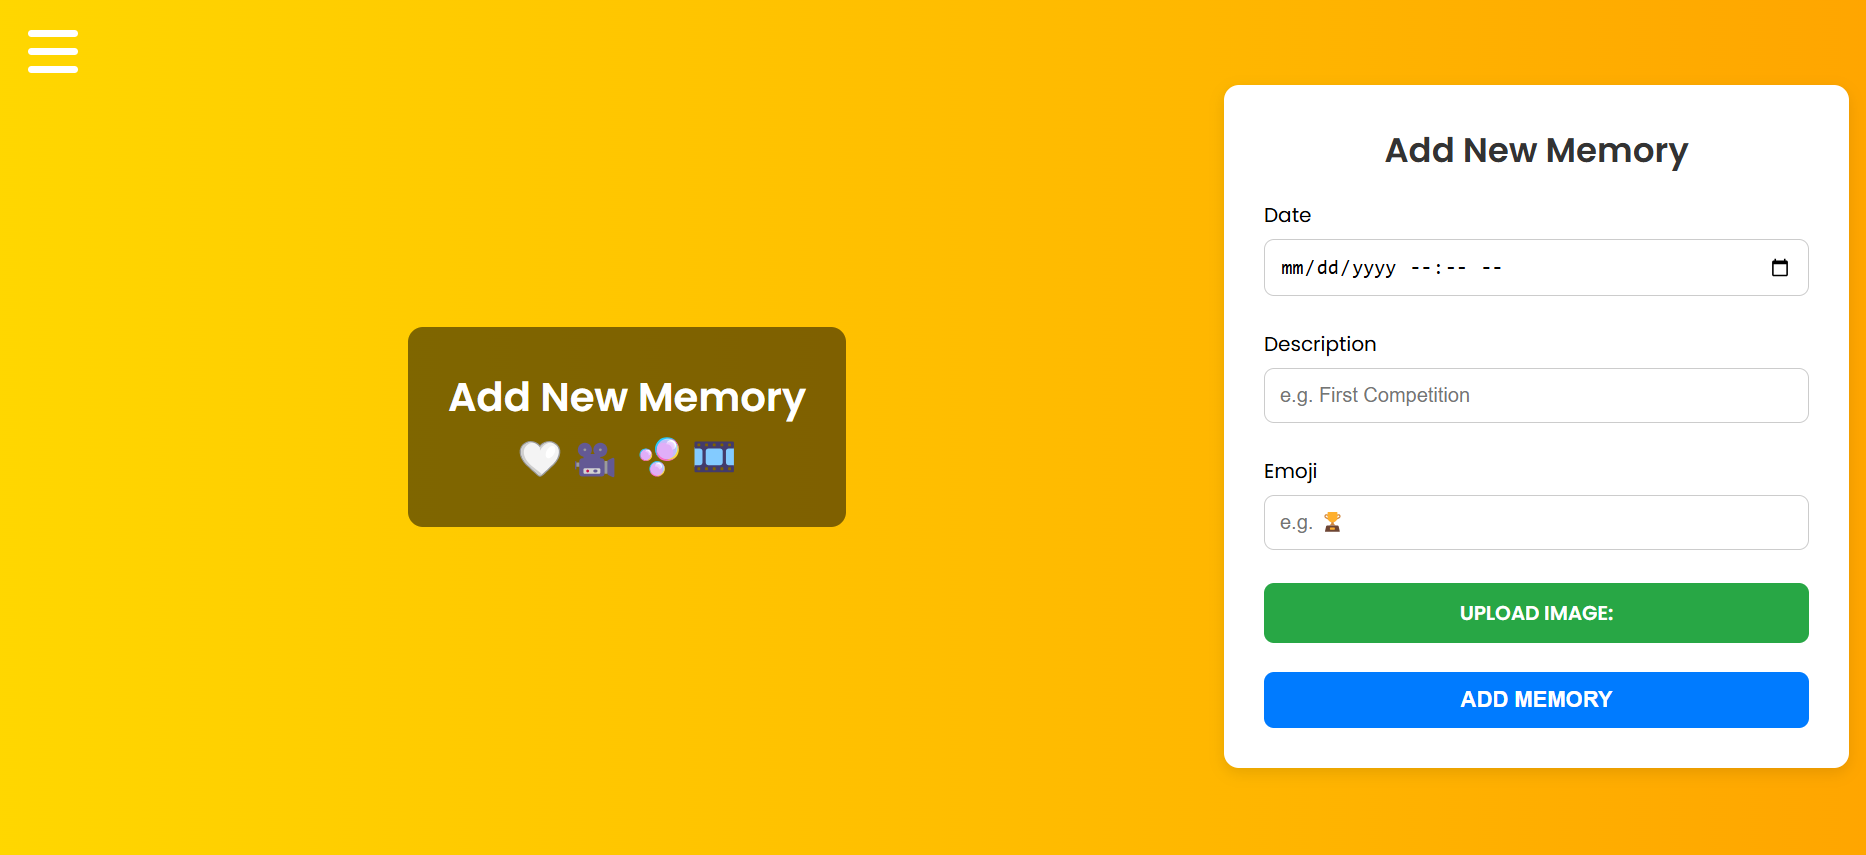 Add New Memory
🤍 🎥 🫧 🎞️
Add New Memory
Date
mm/dd/yyyy --:-- --
Description
e.g. First Competition
Emoji
e.g. 🏆
UPLOAD IMAGE:
ADD MEMORY